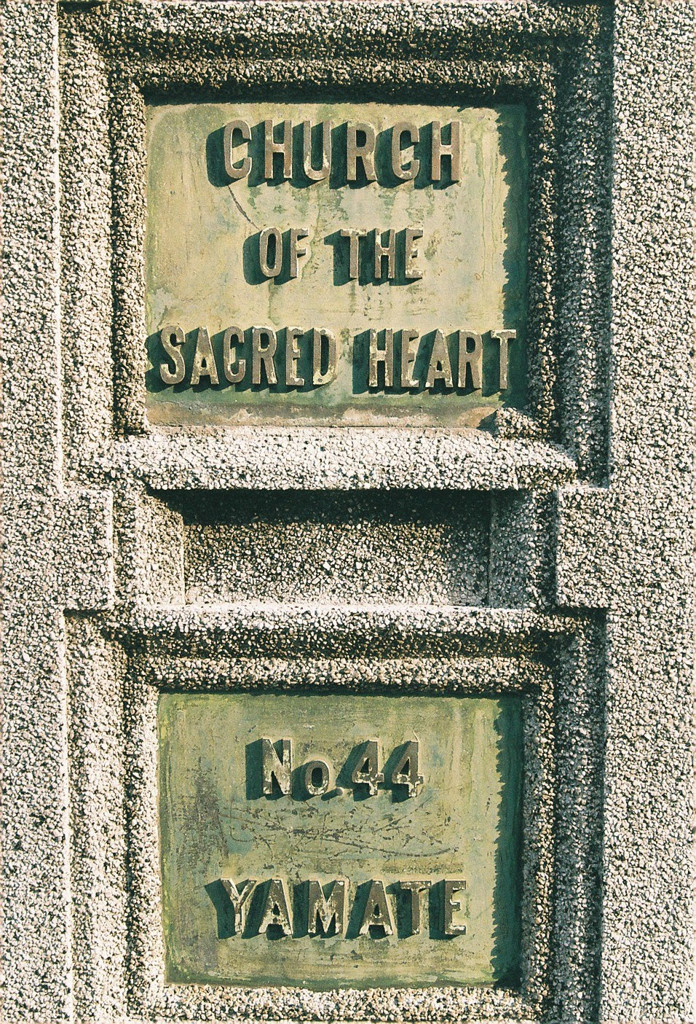 CHURCH
OF THE
SACRED HEART
No.44
YAMATE